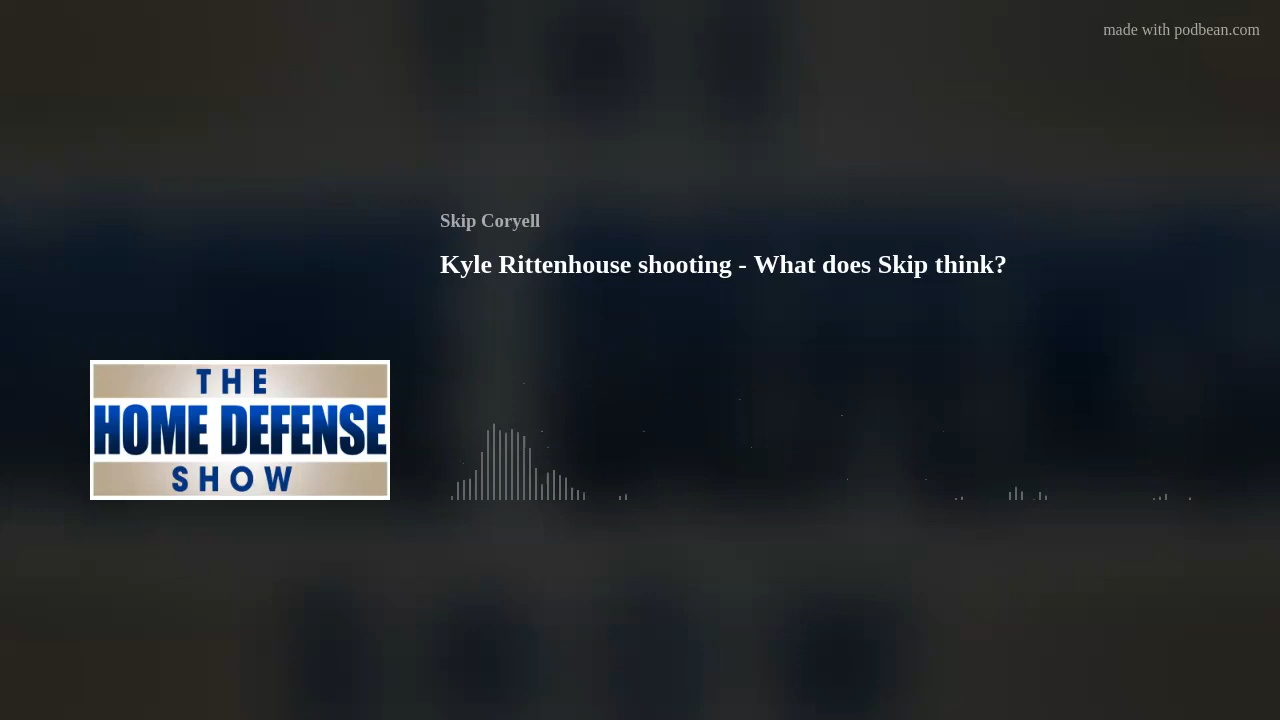 made with podbean.com
Skip Coryell
Kyle Rittenhouse shooting - What does Skip think?
THE
HOME DEFENSE
SHOW